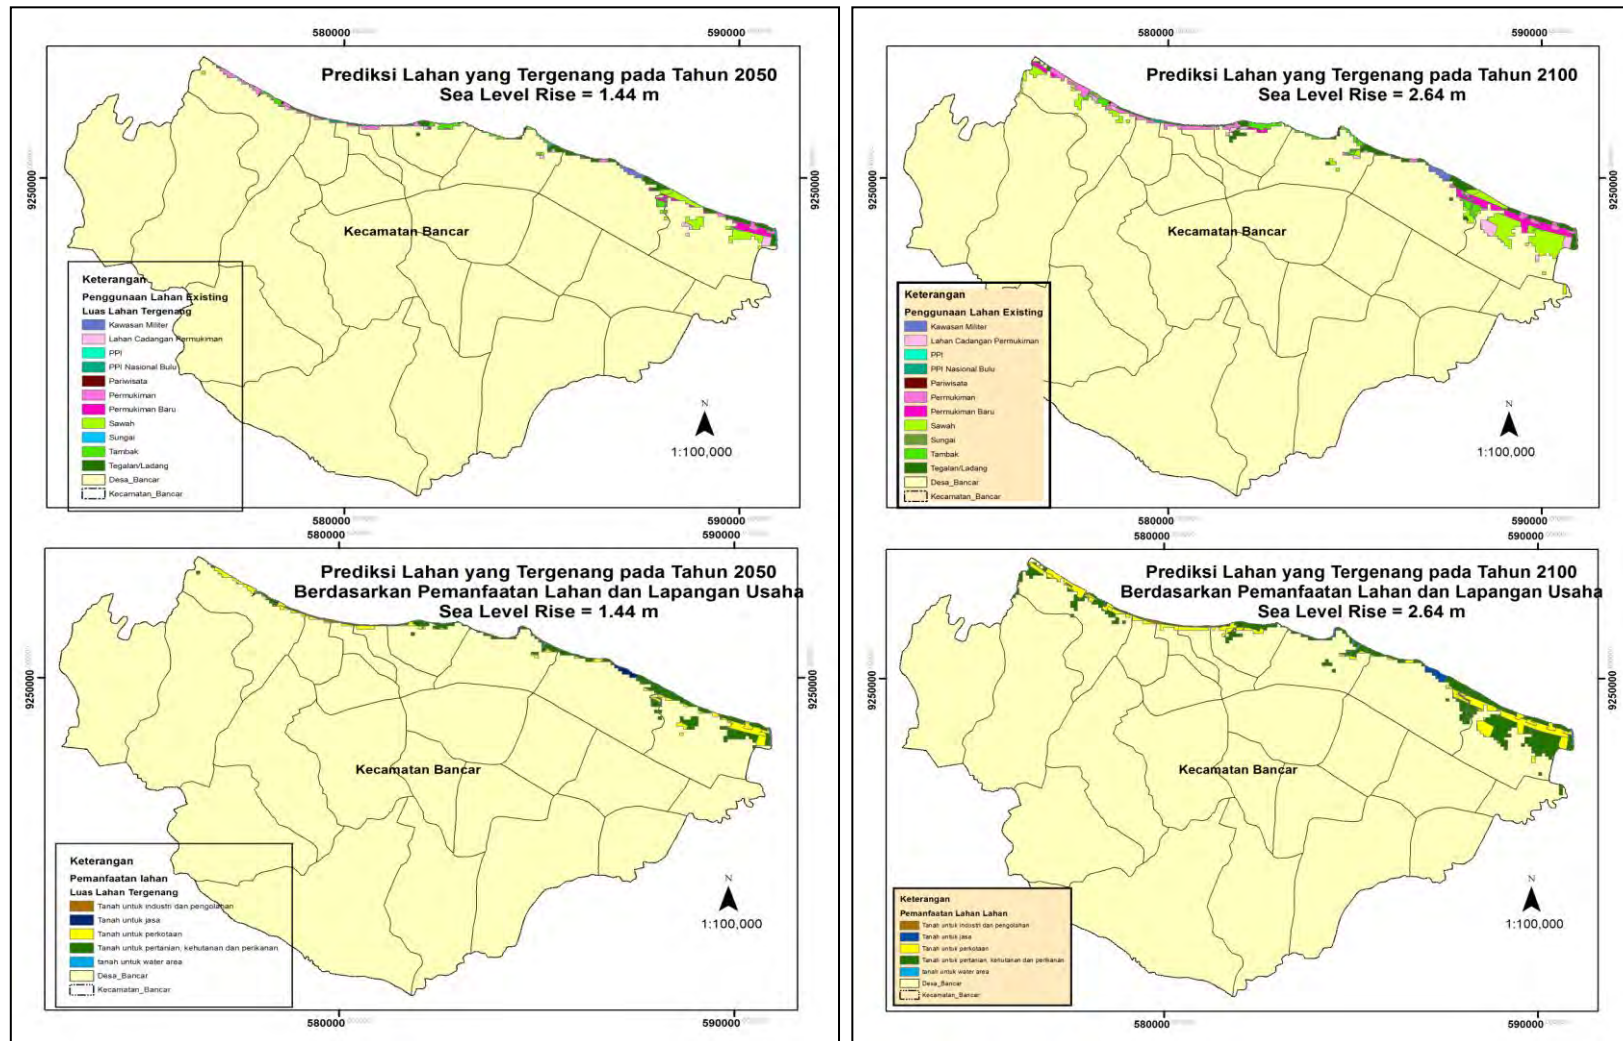 580000
590000
Prediksi Lahan yang Tergenang pada Tahun 2050
Sea Level Rise = 1.44 m
9250000
9250000
Kecamatan Bancar
Keterangan
Penggunaan Lahan Existing
Luas Lahan Tergenang
Kawasan Militer
Lahan Cadangan Permukiman
PPI
PPI Nasional Bulu
Pariwisata
Permukiman
Permukiman Baru
Sawah
Sungai
Tambak
Tegalan/Ladang
Desa_Bancar
Kecamatan_Bancar
N
1:100,000
580000
590000
580000
590000
Prediksi Lahan yang Tergenang pada Tahun 2100
Sea Level Rise = 2.64 m
9250000
9250000
Kecamatan Bancar
Keterangan
Penggunaan Lahan Existing
Kawasan Militer
Lahan Cadangan Permukiman
PPI
PPI Nasional Bulu
Pariwisata
Permukiman
Permukiman Baru
Sawah
Sungai
Tambak
Tegalan/Ladang
Desa_Bancar
Kecamatan_Bancar
N
1:100,000
580000
590000
580000
590000
Prediksi Lahan yang Tergenang pada Tahun 2050
Berdasarkan Pemanfaatan Lahan dan Lapangan Usaha
Sea Level Rise = 1.44 m
9250000
9250000
Kecamatan Bancar
Keterangan
Pemanfaatan lahan
Luas Lahan Tergenang
Tanah untuk industri dan pengolahan
Tanah untuk jasa
Tanah untuk perkotaan
Tanah untuk pertanian, kehutanan dan perikanan
tanah untuk water area
Desa_Bancar
Kecamatan_Bancar
N
1:100,000
580000
590000
580000
590000
Prediksi Lahan yang Tergenang pada Tahun 2100
Berdasarkan Pemanfaatan Lahan dan Lapangan Usaha
Sea Level Rise = 2.64 m
9250000
9250000
Kecamatan Bancar
Keterangan
Pemanfaatan Lahan Lahan
Tanah untuk industri dan pengolahan
Tanah untuk jasa
Tanah untuk perkotaan
Tanah untuk pertanian, kehutanan dan perikanan
tanah untuk water area
Desa_Bancar
Kecamatan_Bancar
N
1:100,000
580000
590000